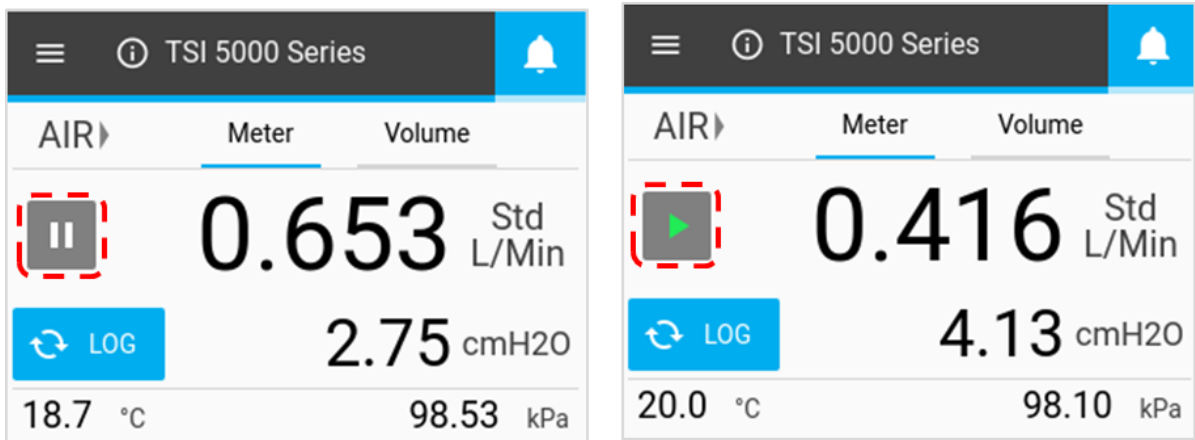 TSI 5000 Series
AIR Meter Volume
0.653 Std L/Min
LOG 2.75 cmH2O
18.7 °C 98.53 kPa
TSI 5000 Series
AIR Meter Volume
0.416 Std L/Min
LOG 4.13 cmH2O
20.0 °C 98.10 kPa